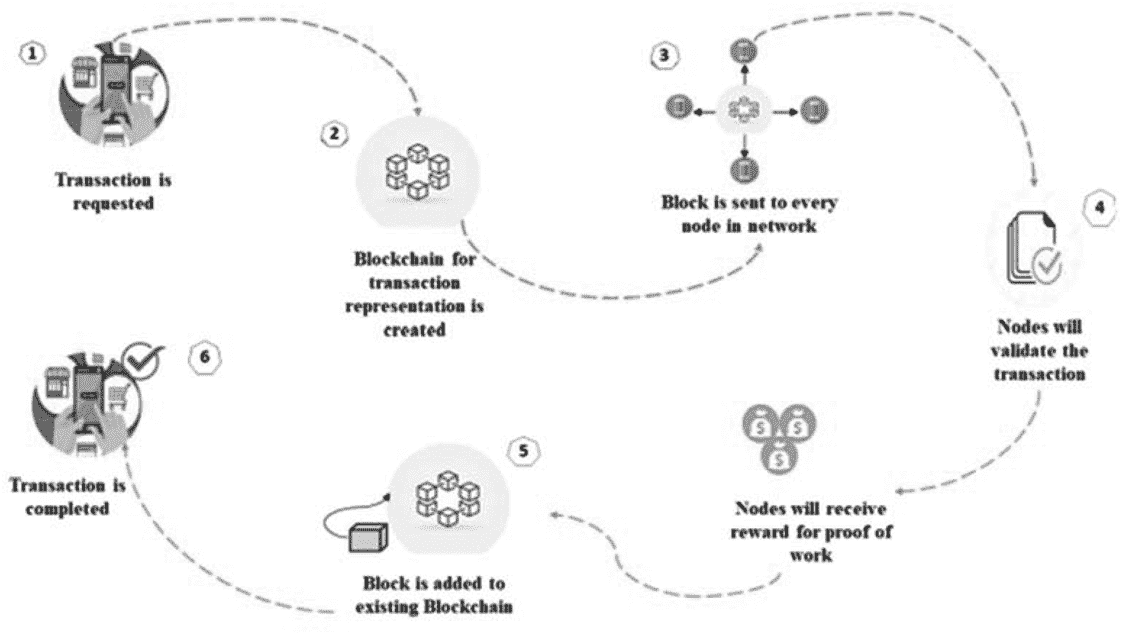 1
Transaction is
requested
2
Blockchain for
transaction
representation is
created
3
Block is sent to every
node in network
4
Nodes will
validate the
transaction
$ $
$
Nodes will receive
reward for proof of
work
5
Block is added to
existing Blockchain
6
Transaction is
completed